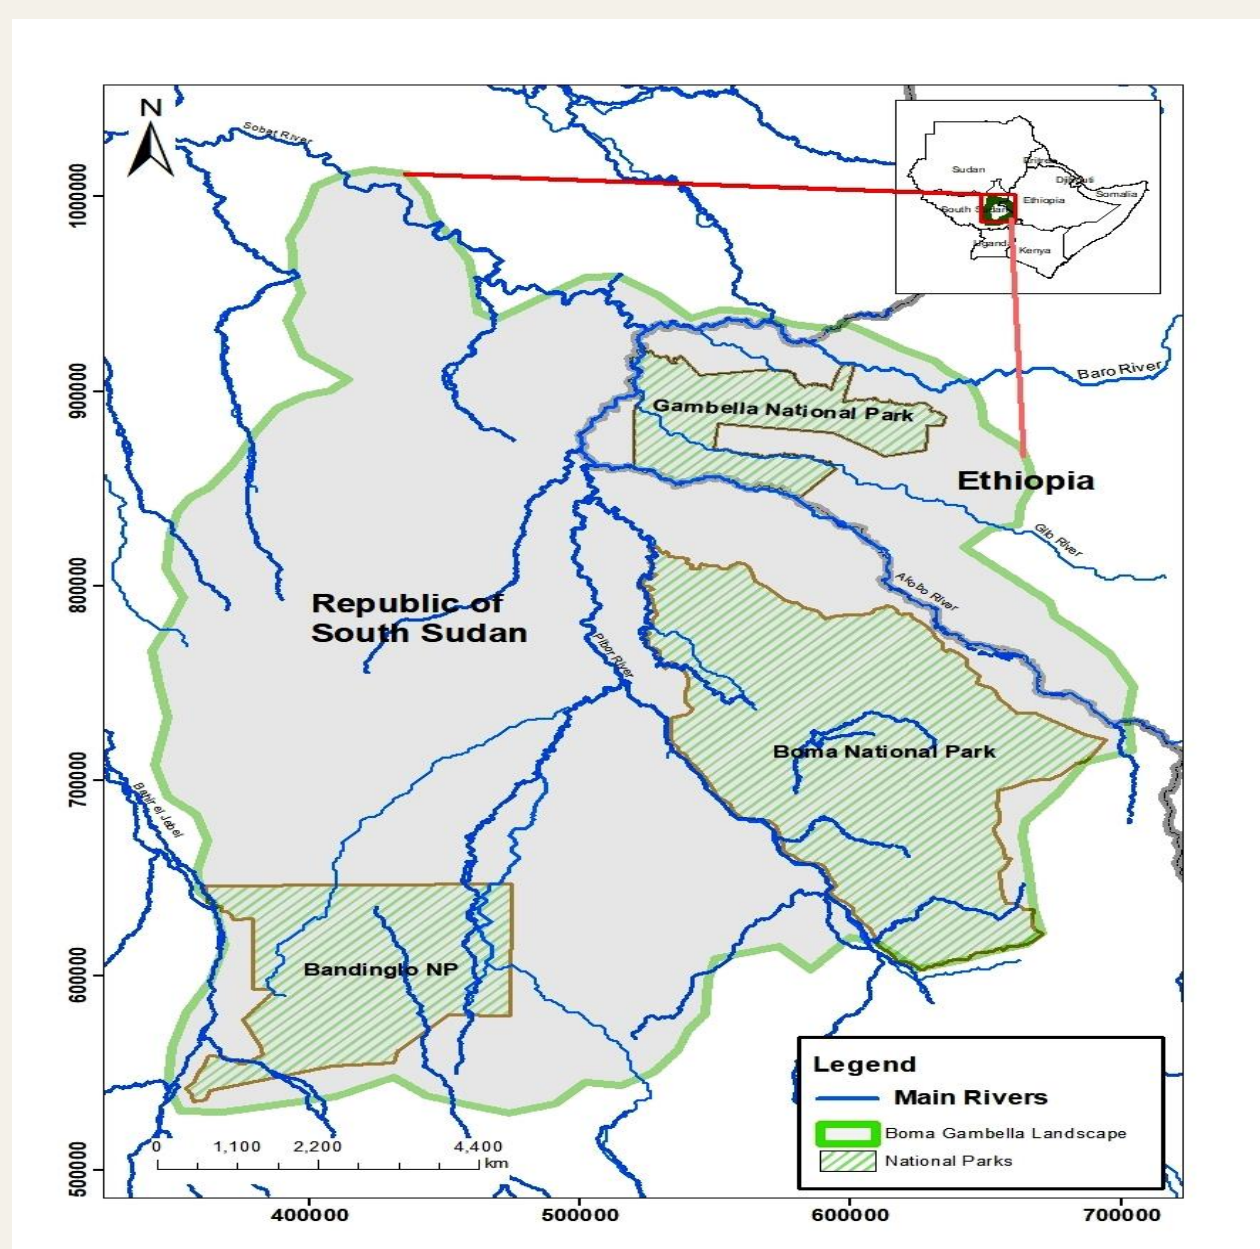 N
Sobat River
Sudan
Eritrea
Djibouti
Somalia
Ethiopia
South Sudan
Uganda
Kenya
Baro River
Gambella National Park
Ethiopia
Gilo River
Akobo River
Republic of
South Sudan
Pibor River
Boma National Park
Bahir el Jebel
Bandinglo NP
Legend
Main Rivers
Boma Gambella Landscape
National Parks
0 1,100 2,200 4,400
km
1000000
900000
800000
700000
600000
500000
400000 500000 600000 700000